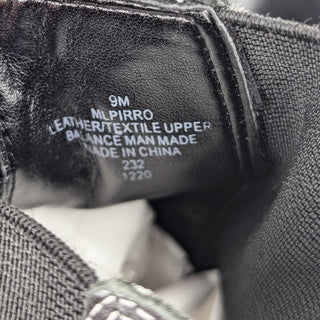 9M
MLPIRRO
LEATHER/TEXTILE UPPER
BALANCE MAN MADE
MADE IN CHINA
232
1220